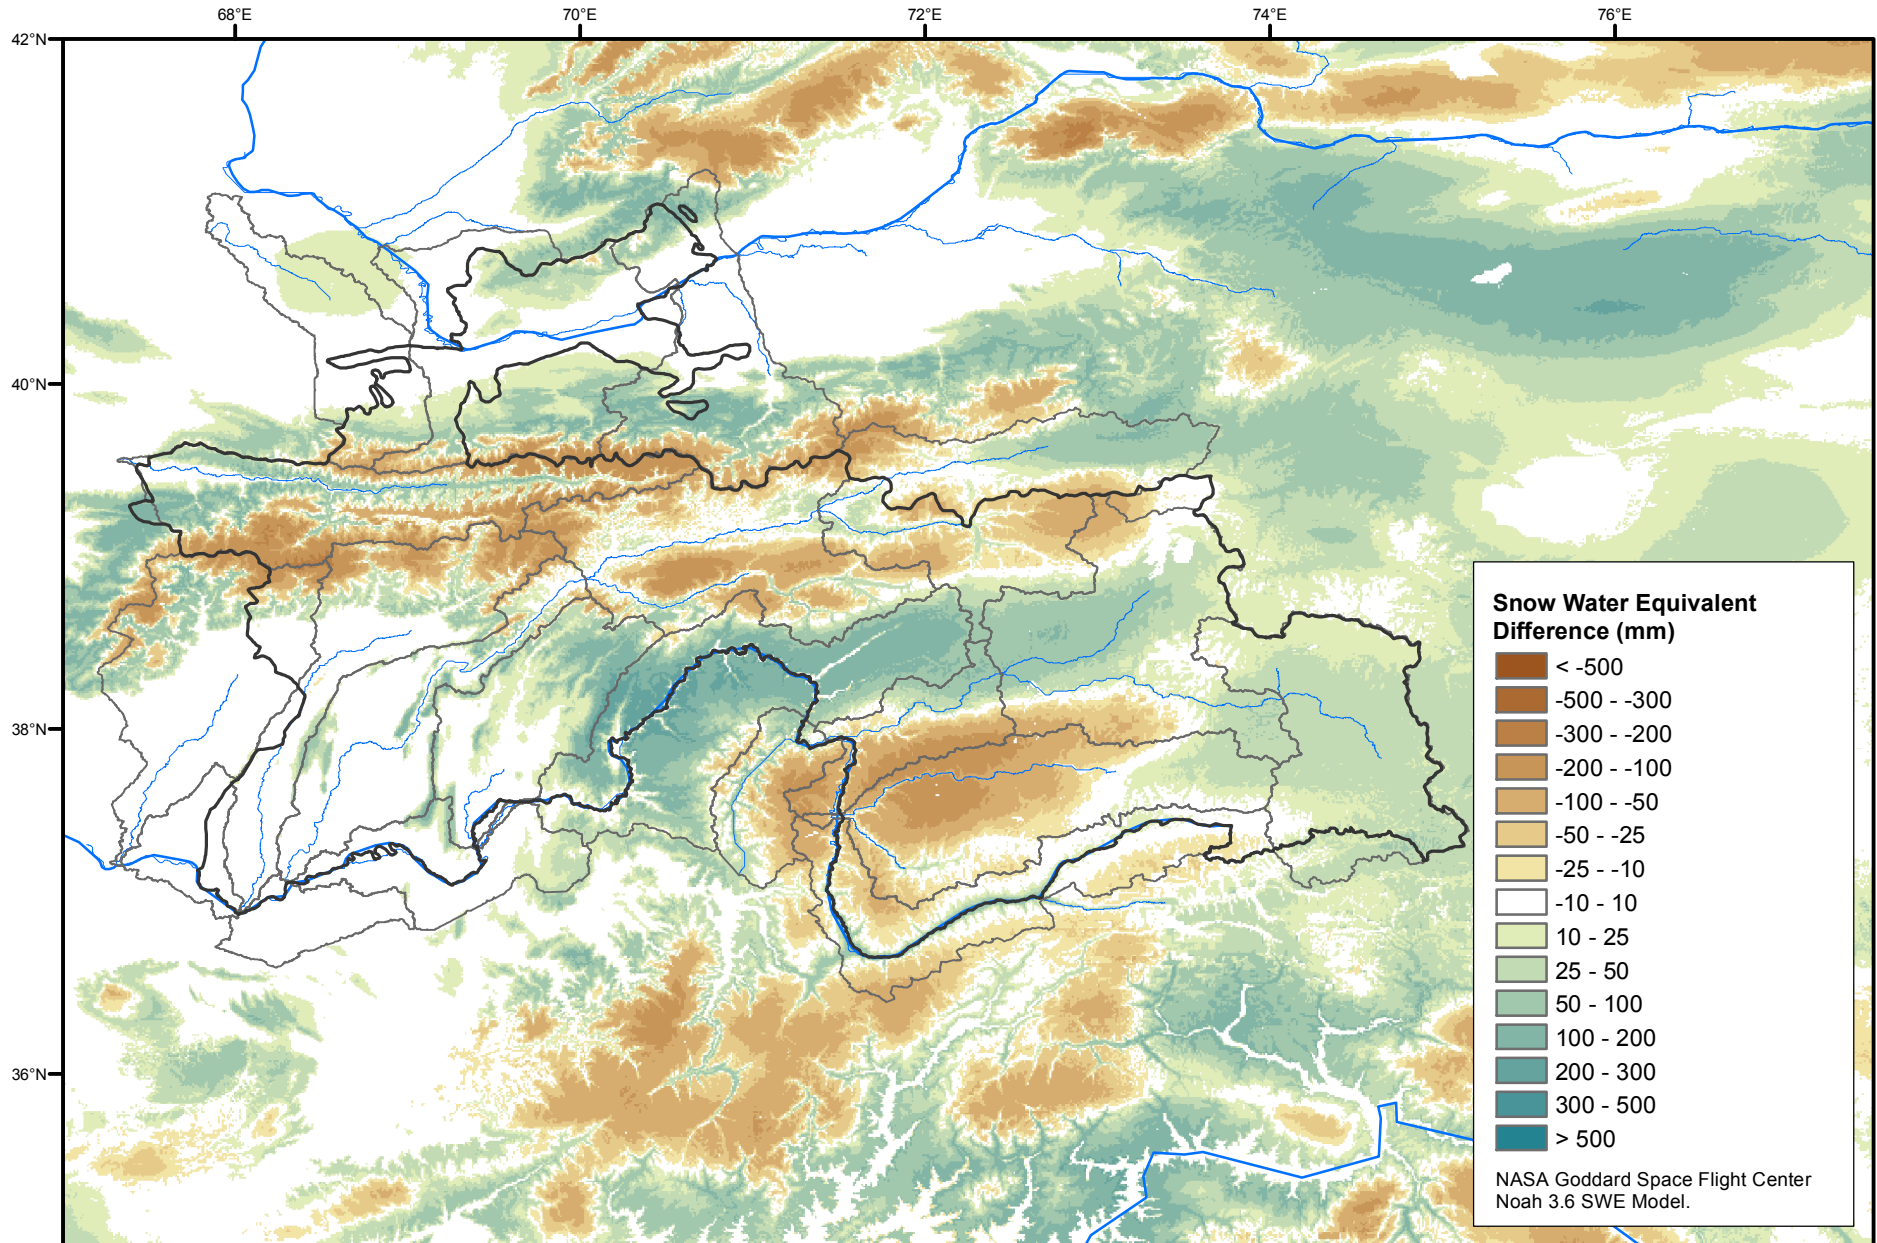 68°E
70°E
72°E
74°E
76°E
42°N
40°N
38°N
36°N
Snow Water Equivalent
Difference (mm)
< -500
-500 - -300
-300 - -200
-200 - -100
-100 - -50
-50 - -25
-25 - -10
-10 - 10
10 - 25
25 - 50
50 - 100
100 - 200
200 - 300
300 - 500
> 500
NASA Goddard Space Flight Center
Noah 3.6 SWE Model.